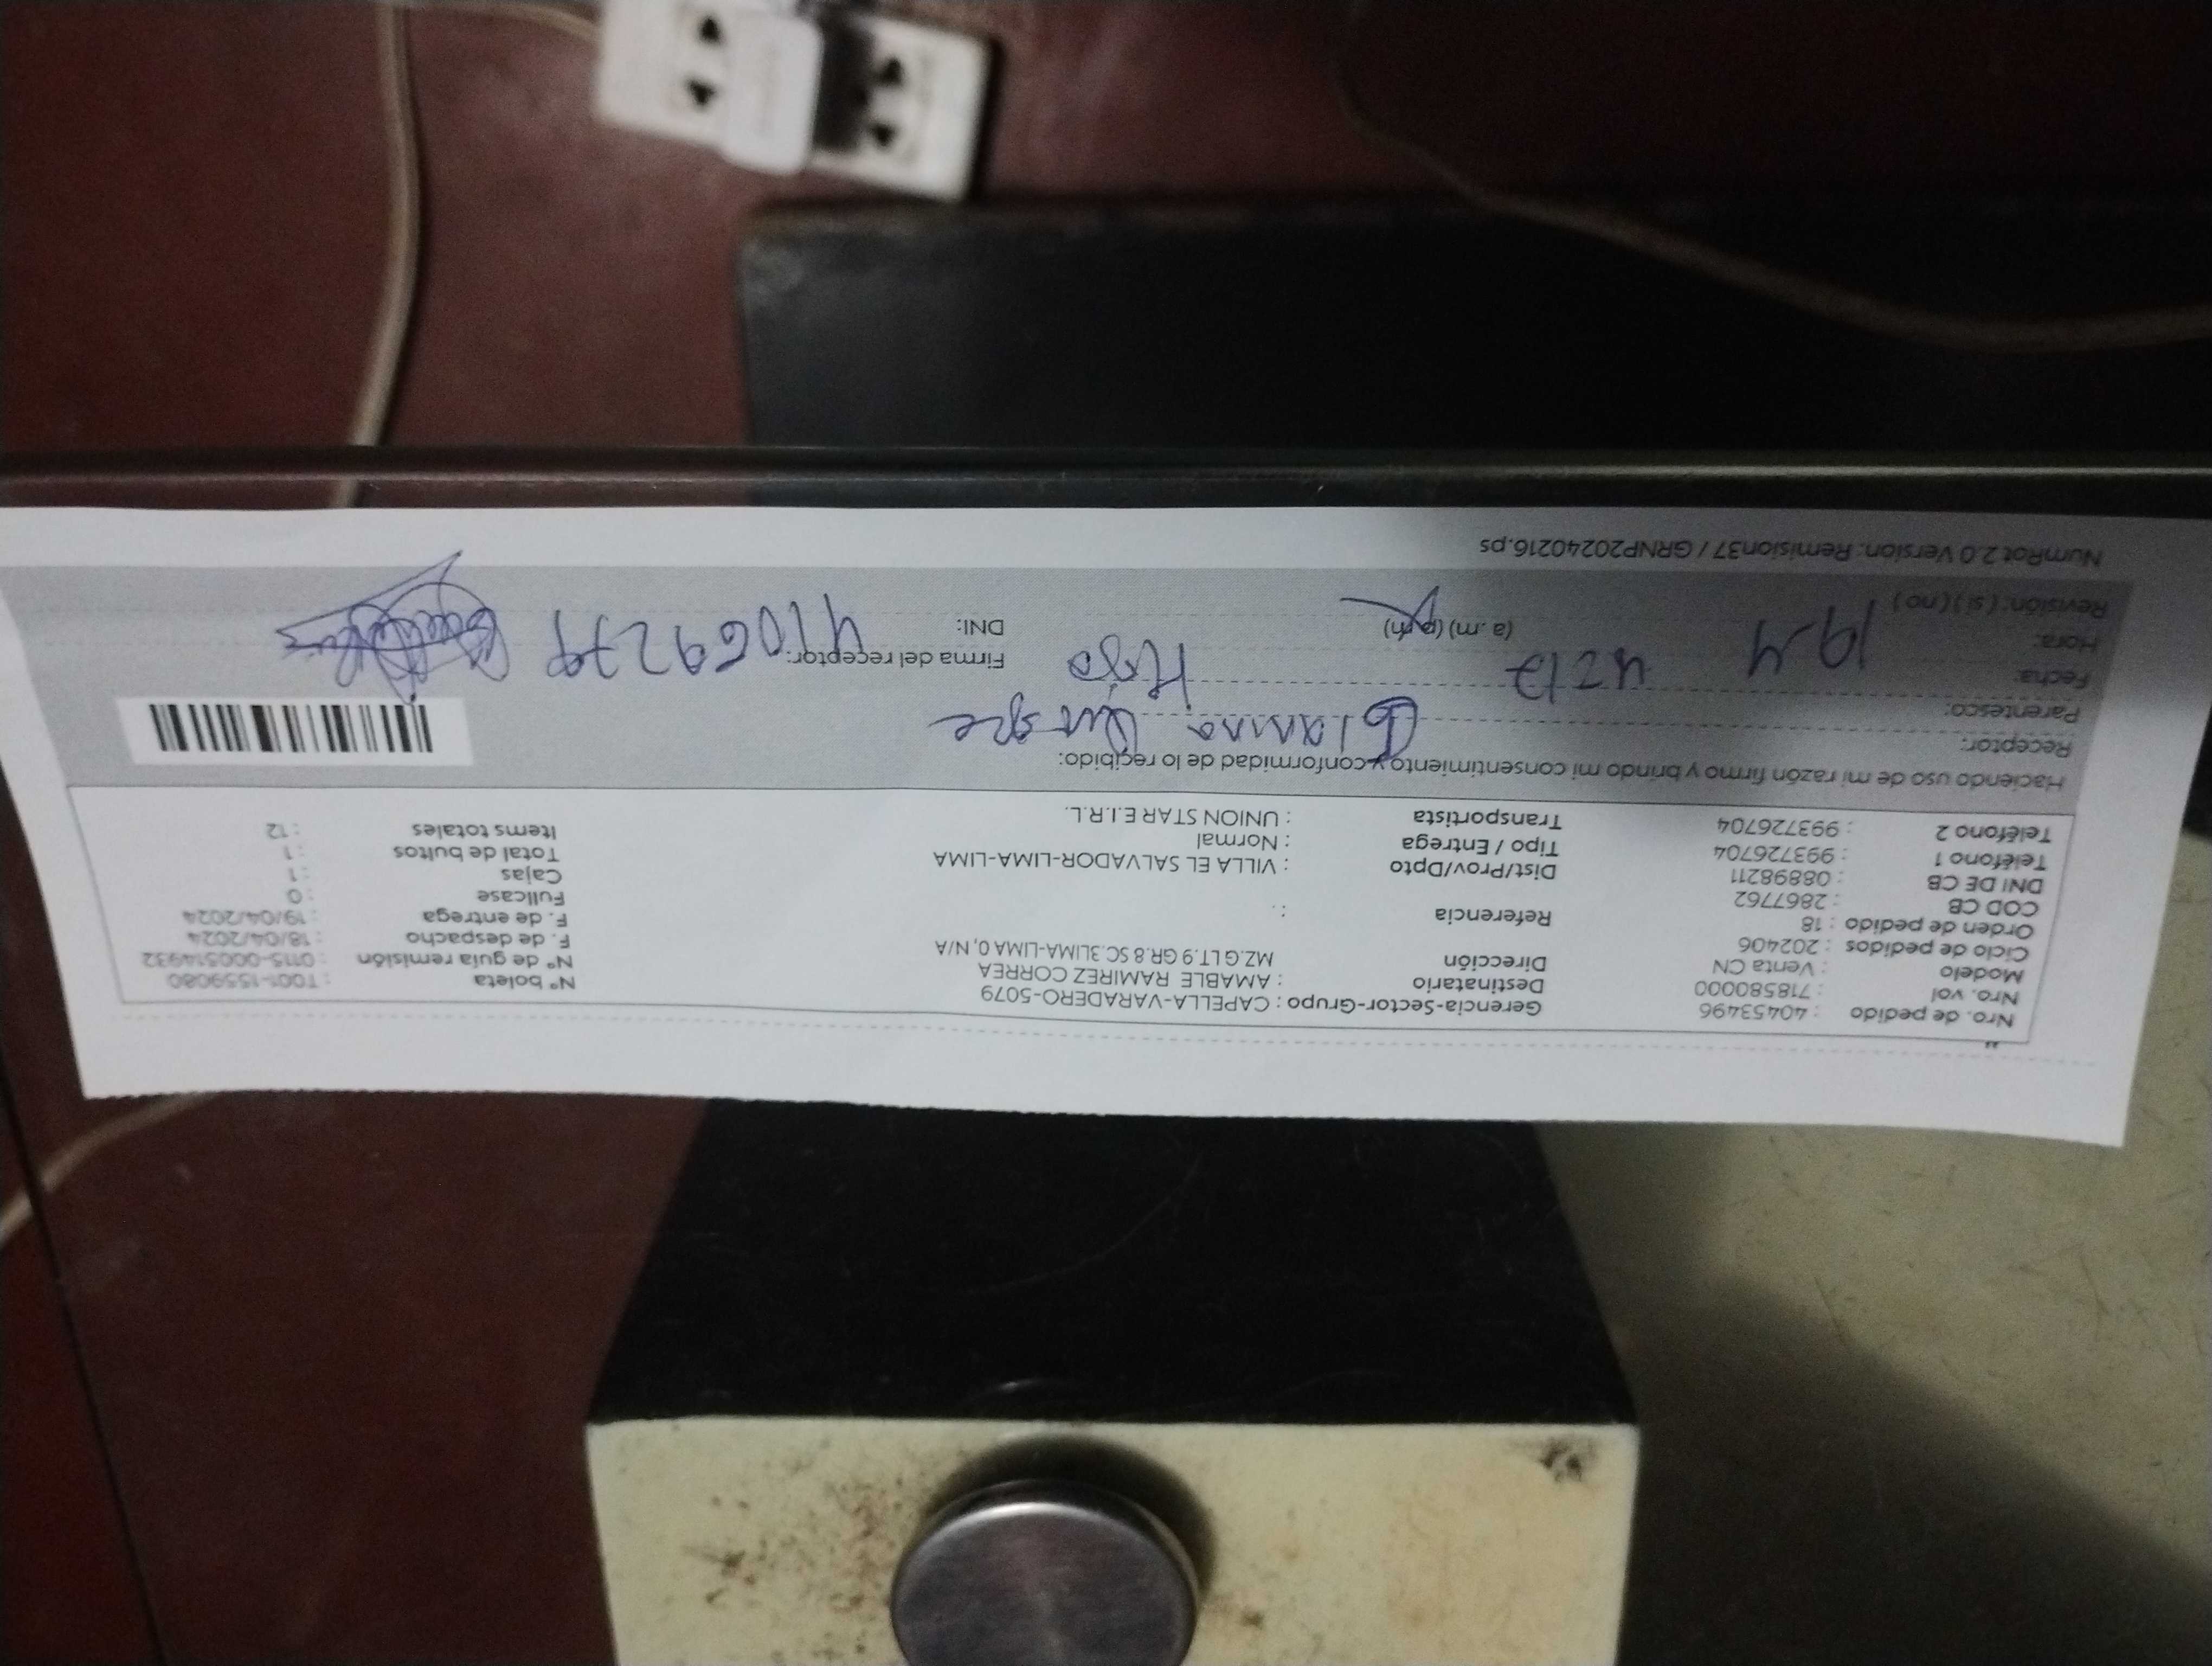 Nro. de pedido : 40453496
Nro. vol : 718580000
Modelo : Venta CN
Ciclo de pedidos : 202406
Orden de pedido : 18
COD CB : 2867762
DNI DE CB : 08898211
Teléfono 1 : 993726704
Teléfono 2 : 993726704
Gerencia-Sector-Grupo : CAPELLA-VARADERO-5079
Destinatario : AMABLE RAMIREZ CORREA
Dirección MZ.G LT.9 GR.8 SC.3LIMA-LIMA 0, N/A
Referencia : .
Dist/Prov/Dpto : VILLA EL SALVADOR-LIMA-LIMA
Tipo / Entrega : Normal
Transportista : UNION STAR E.I.R.L.
Nº boleta : T001-1559080
Nº de guía remisión : 0115-000514932
F. de despacho : 18/04/2024
F. de entrega : 19/04/2024
Fullcase : 0
Cajas : 1
Total de bultos : 1
Items totales : 12
Haciendo uso de mi razón firmo y brindo mi consentimiento y conformidad de lo recibido:
Receptor:
Parentesco:
Fecha: 19-4
Hora: (a .m) (p.m)
Revisión: ( si ) ( no )
Firma del receptor:
DNI:
NumRot 2.0 Version: Remision37 / GRNP20240216.ps